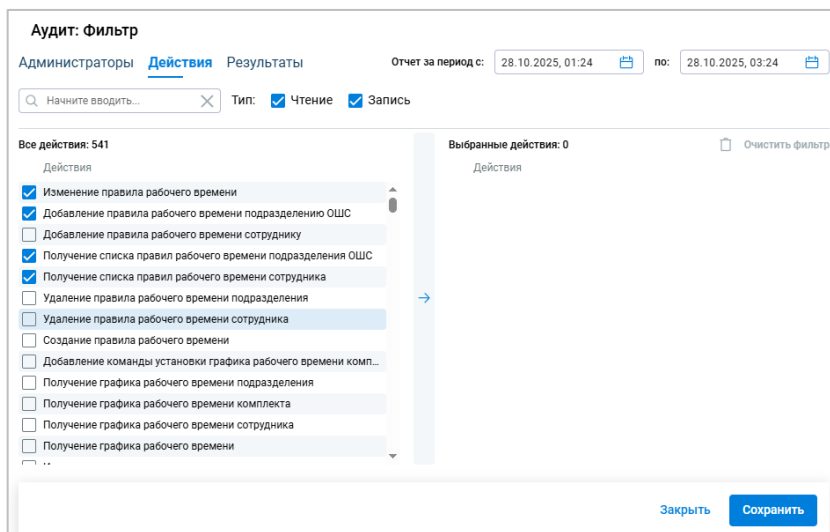 Аудит: Фильтр
Администраторы Действия Результаты Отчет за период с: 28.10.2025, 01:24 по: 28.10.2025, 03:24
Начните вводить... Тип: Чтение Запись
Все действия: 541 Выбранные действия: 0 Очистить фильтр
Действия Действия
Изменение правила рабочего времени
Добавление правила рабочего времени подразделению ОШС
Добавление правила рабочего времени сотруднику
Получение списка правил рабочего времени подразделения ОШС
Получение списка правил рабочего времени сотрудника
Удаление правила рабочего времени подразделения
Удаление правила рабочего времени сотрудника
Создание правила рабочего времени
Добавление команды установки графика рабочего времени комп...
Получение графика рабочего времени подразделения
Получение графика рабочего времени комплекта
Получение графика рабочего времени сотрудника
Получение графика рабочего времени
Закрыть Сохранить